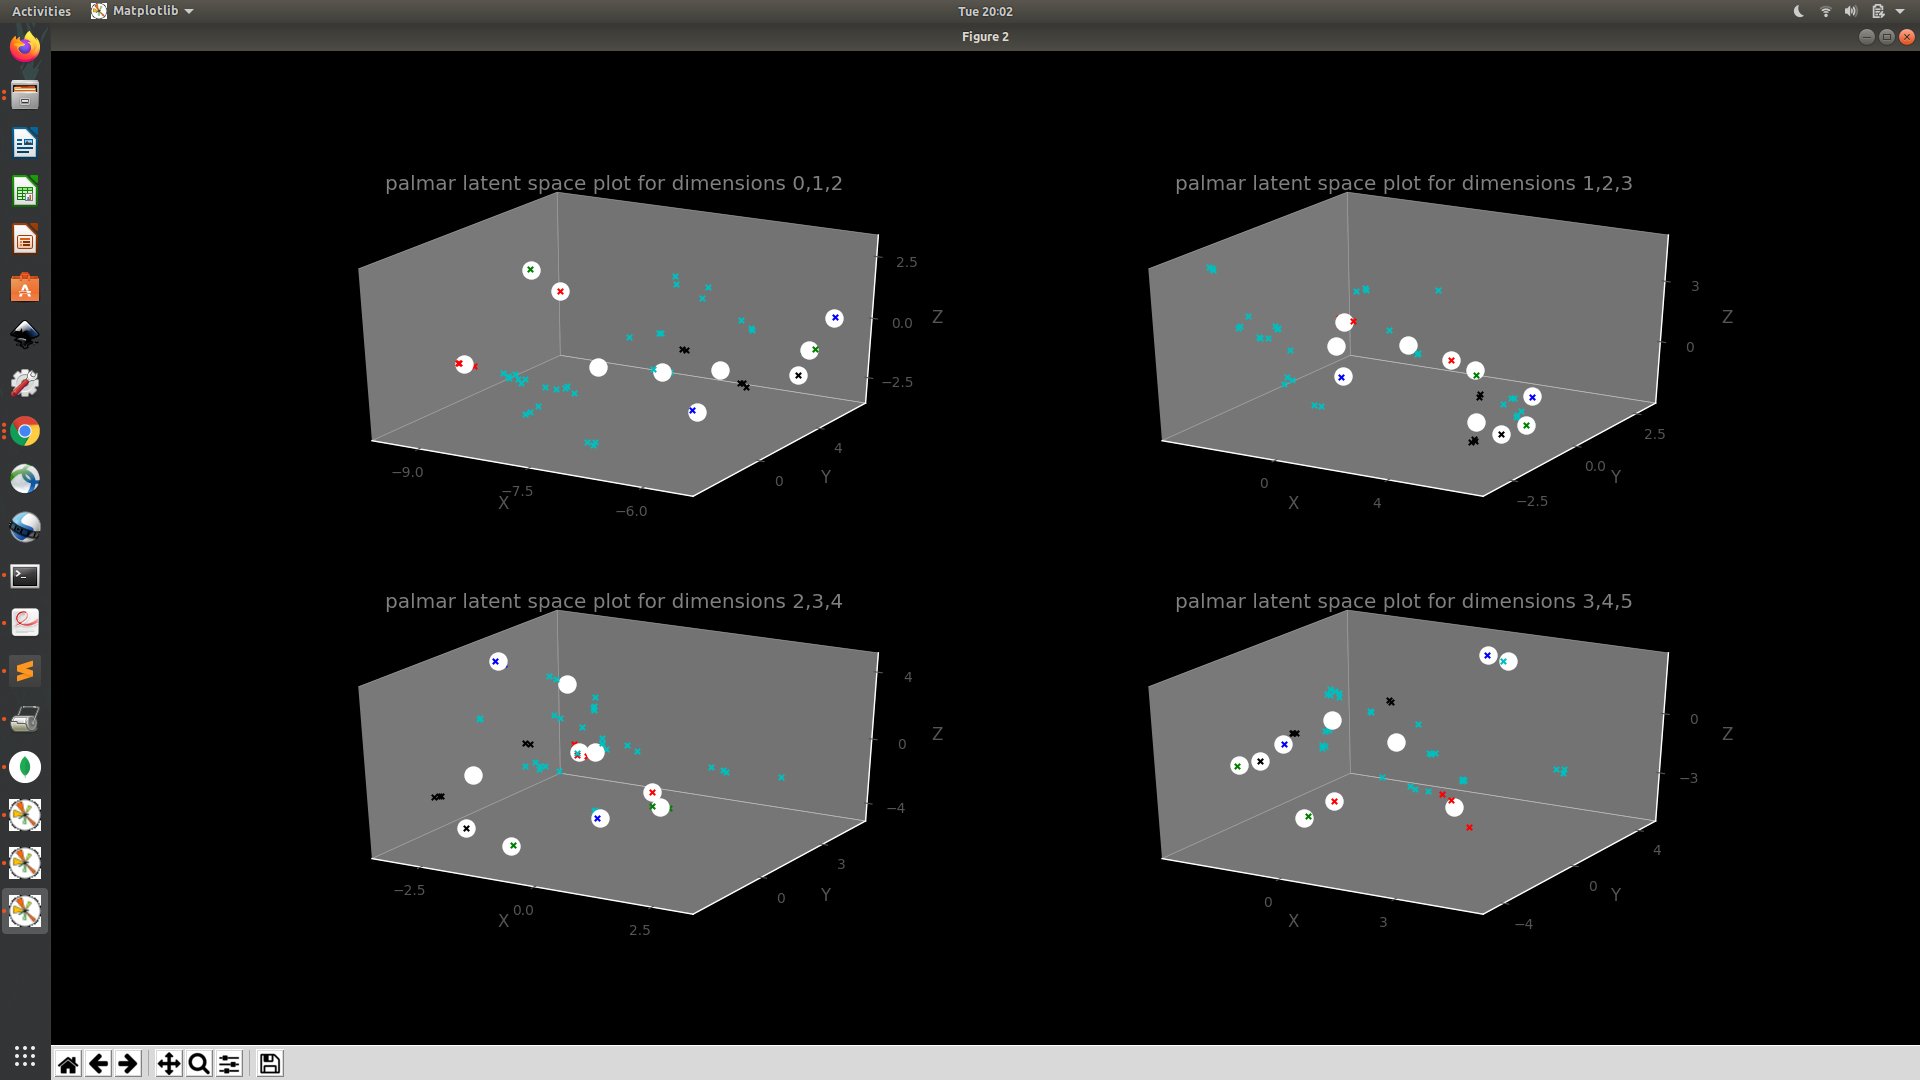 Activities Matplotlib Tue 20:02
Figure 2
palmar latent space plot for dimensions 0,1,2
2.5
0.0 Z
−2.5
4
Y
0
−9.0
−7.5
X
−6.0
palmar latent space plot for dimensions 1,2,3
3
Z
0
2.5
0.0 Y
−2.5
0
X 4
palmar latent space plot for dimensions 2,3,4
4
0 Z
−4
3
0 Y
−2.5
X 0.0
2.5
palmar latent space plot for dimensions 3,4,5
0 Z
−3
4
0 Y
−4
0
X 3